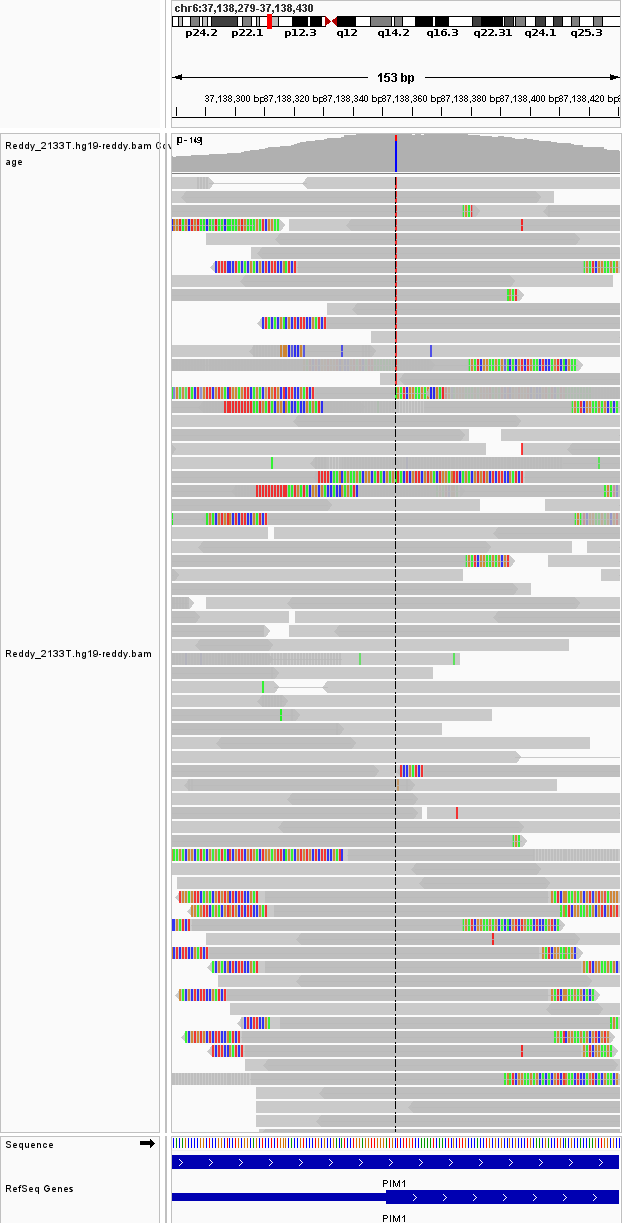 chr6:37,138,279-37,138,430
p24.2 p22.1 p12.3 q12 q14.2 q16.3 q22.31 q24.1 q25.3
153 bp
37,138,300 bp 37,138,320 bp 37,138,340 bp 37,138,360 bp 37,138,380 bp 37,138,400 bp 37,138,420 bp
Reddy_2133T.hg19-reddy.bam Cov
age
[0 - 149]
Reddy_2133T.hg19-reddy.bam
Sequence
PIM1
RefSeq Genes
PIM1